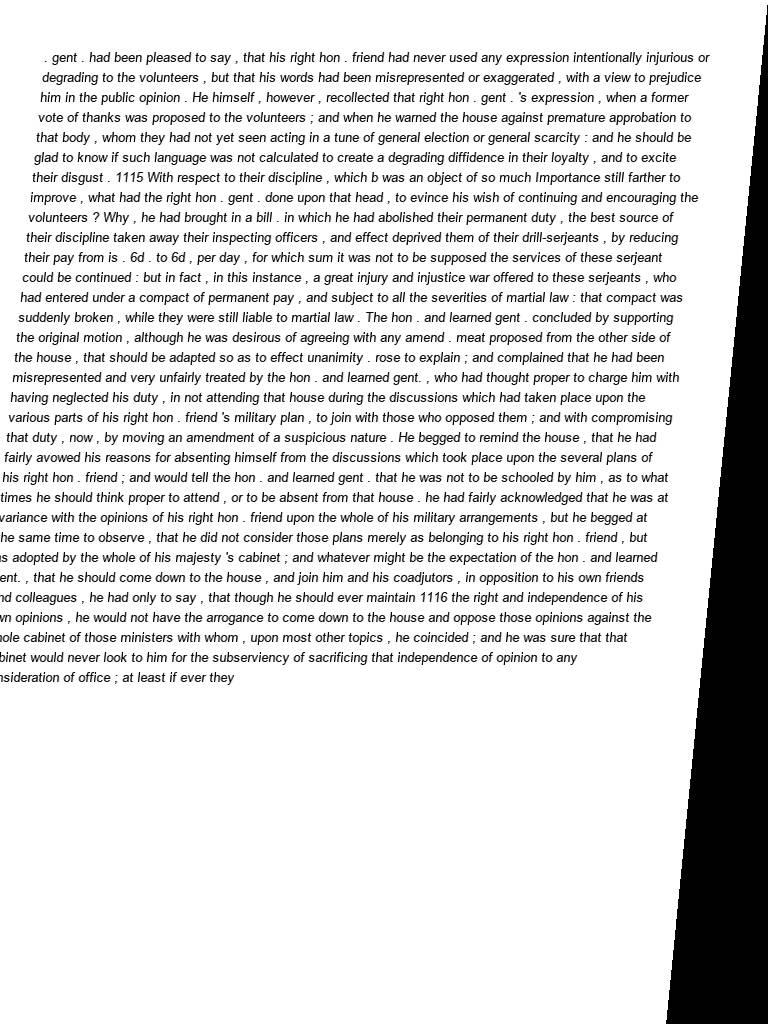 . gent . had been pleased to say , that his right hon . friend had never used any expression intentionally injurious or
degrading to the volunteers , but that his words had been misrepresented or exaggerated , with a view to prejudice
him in the public opinion . He himself , however , recollected that right hon . gent . 's expression , when a former
vote of thanks was proposed to the volunteers ; and when he warned the house against premature approbation to
that body , whom they had not yet seen acting in a tune of general election or general scarcity : and he should be
glad to know if such language was not calculated to create a degrading diffidence in their loyalty , and to excite
their disgust . 1115 With respect to their discipline , which b was an object of so much Importance still farther to
improve , what had the right hon . gent . done upon that head , to evince his wish of continuing and encouraging the
volunteers ? Why , he had brought in a bill . in which he had abolished their permanent duty , the best source of
their discipline taken away their inspecting officers , and effect deprived them of their drill-serjeants , by reducing
their pay from is . 6d . to 6d , per day , for which sum it was not to be supposed the services of these serjeant
could be continued : but in fact , in this instance , a great injury and injustice war offered to these serjeants , who
had entered under a compact of permanent pay , and subject to all the severities of martial law : that compact was
suddenly broken , while they were still liable to martial law . The hon . and learned gent . concluded by supporting
the original motion , although he was desirous of agreeing with any amend . meat proposed from the other side of
the house , that should be adapted so as to effect unanimity . rose to explain ; and complained that he had been
misrepresented and very unfairly treated by the hon . and learned gent. , who had thought proper to charge him with
having neglected his duty , in not attending that house during the discussions which had taken place upon the
various parts of his right hon . friend 's military plan , to join with those who opposed them ; and with compromising
that duty , now , by moving an amendment of a suspicious nature . He begged to remind the house , that he had
fairly avowed his reasons for absenting himself from the discussions which took place upon the several plans of
his right hon . friend ; and would tell the hon . and learned gent . that he was not to be schooled by him , as to what
times he should think proper to attend , or to be absent from that house . he had fairly acknowledged that he was at
variance with the opinions of his right hon . friend upon the whole of his military arrangements , but he begged at
he same time to observe , that he did not consider those plans merely as belonging to his right hon . friend , but
s adopted by the whole of his majesty 's cabinet ; and whatever might be the expectation of the hon . and learned
ent. , that he should come down to the house , and join him and his coadjutors , in opposition to his own friends
nd colleagues , he had only to say , that though he should ever maintain 1116 the right and independence of his
wn opinions , he would not have the arrogance to come down to the house and oppose those opinions against the
hole cabinet of those ministers with whom , upon most other topics , he coincided ; and he was sure that that
binet would never look to him for the subserviency of sacrificing that independence of opinion to any
nsideration of office ; at least if ever they